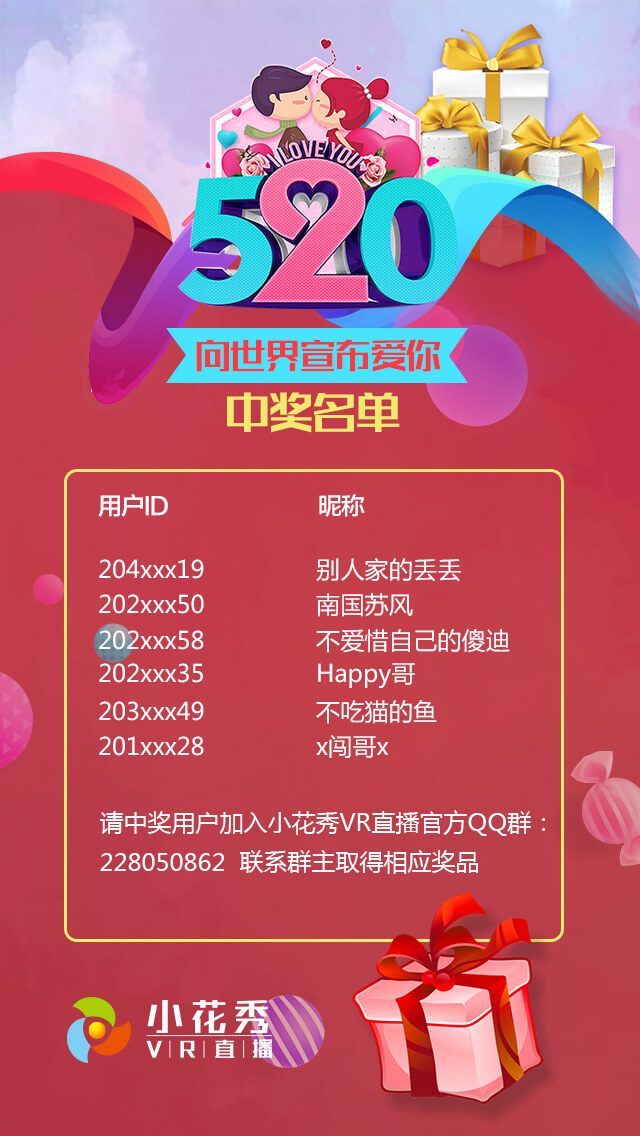 I LOVE YOU
520
向世界宣布爱你
中奖名单
用户ID 昵称
204xxx19 别人家的丢丢
202xxx50 南国苏风
202xxx58 不爱惜自己的傻迪
202xxx35 Happy哥
203xxx49 不吃猫的鱼
201xxx28 x闯哥x
请中奖用户加入小花秀VR直播官方QQ群：
228050862 联系群主取得相应奖品
小花秀
V|R|直|播